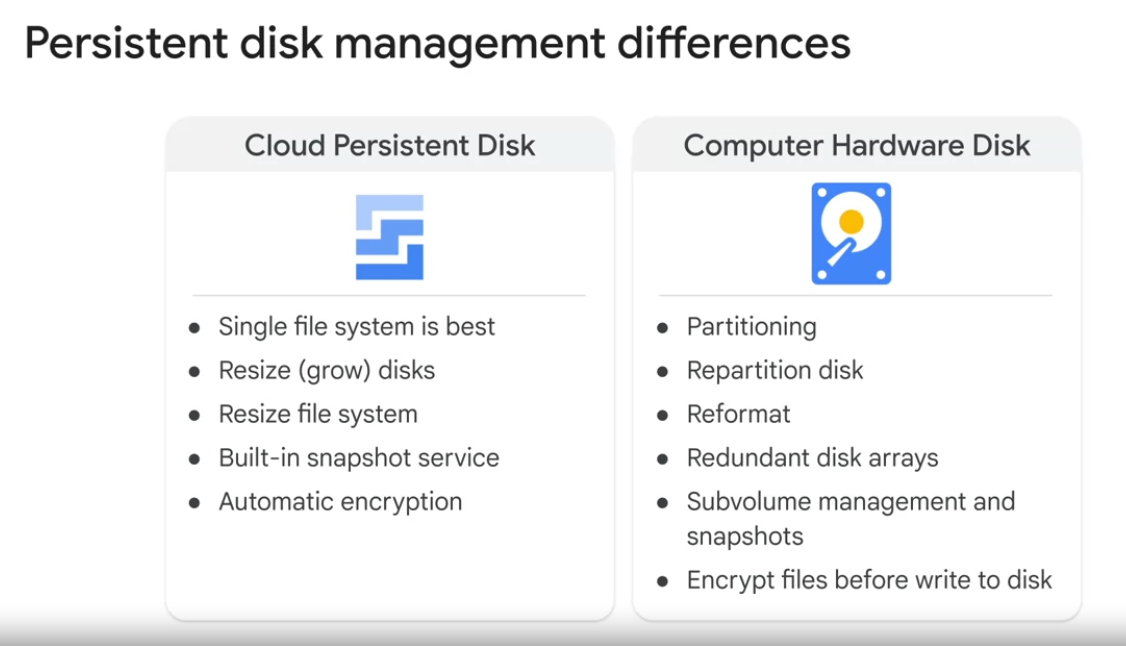 Persistent disk management differences
Cloud Persistent Disk
Single file system is best
Resize (grow) disks
Resize file system
Built-in snapshot service
Automatic encryption
Computer Hardware Disk
Partitioning
Repartition disk
Reformat
Redundant disk arrays
Subvolume management and
snapshots
Encrypt files before write to disk